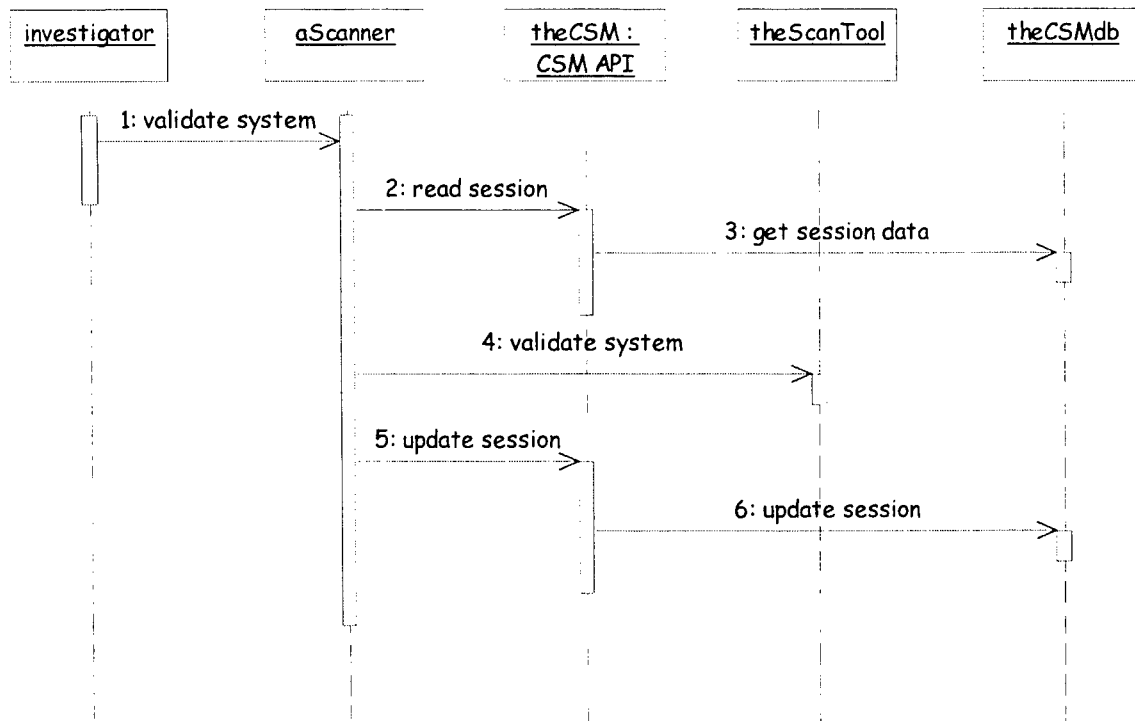 investigator
aScanner
theCSM :
CSM API
theScanTool
theCSMdb
1: validate system
2: read session
3: get session data
4: validate system
5: update session
6: update session